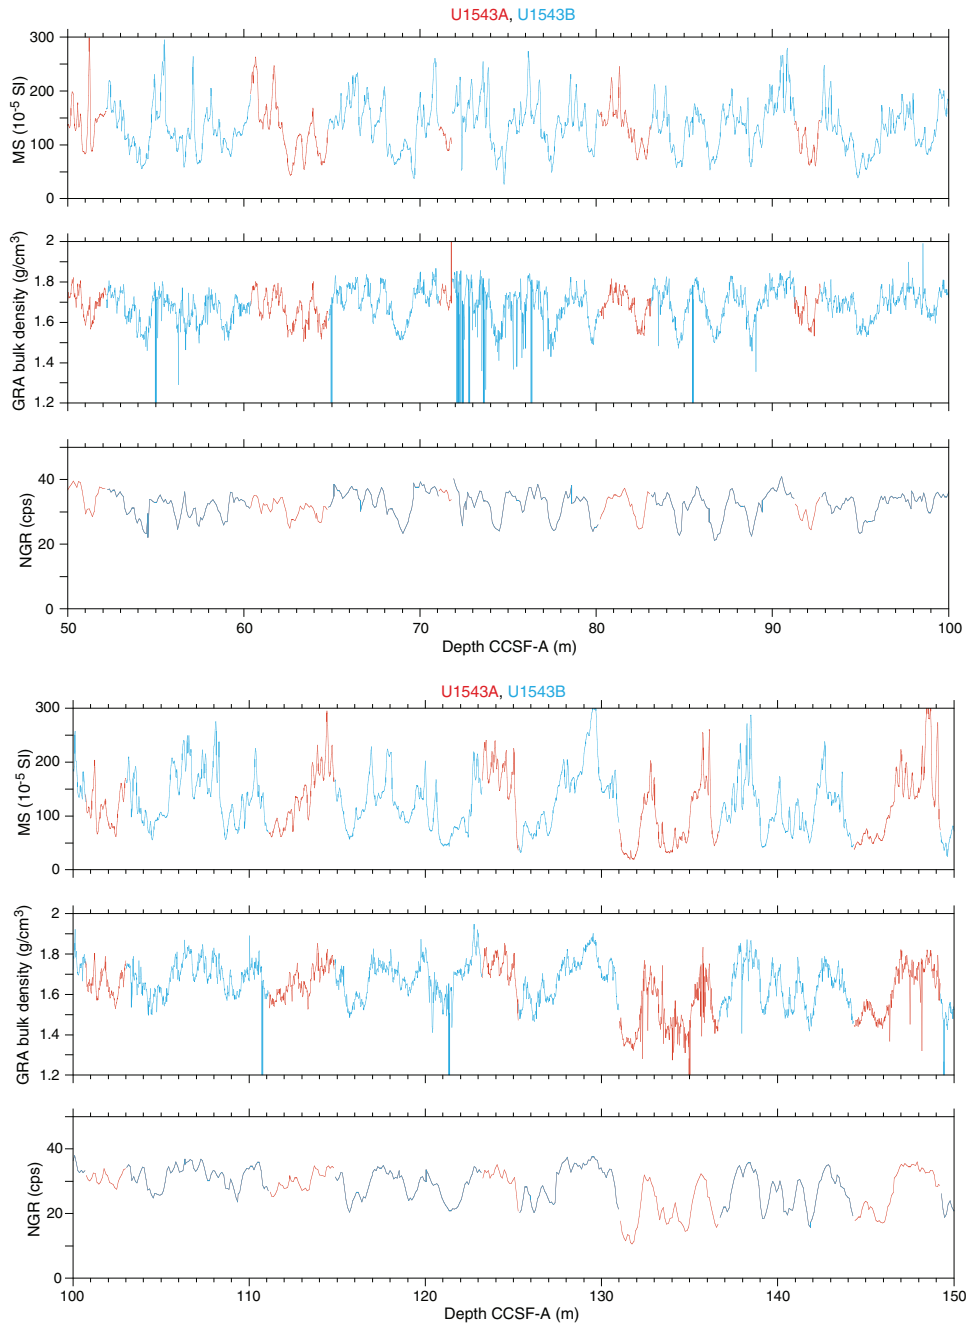 U1543A, U1543B
300
200
100
0
MS (10⁻⁵ SI)
2
1.8
1.6
1.4
1.2
GRA bulk density (g/cm³)
40
20
0
NGR (cps)
50 60 70 80 90 100
Depth CCSF-A (m)
U1543A, U1543B
300
200
100
0
MS (10⁻⁵ SI)
2
1.8
1.6
1.4
1.2
GRA bulk density (g/cm³)
40
20
0
NGR (cps)
100 110 120 130 140 150
Depth CCSF-A (m)